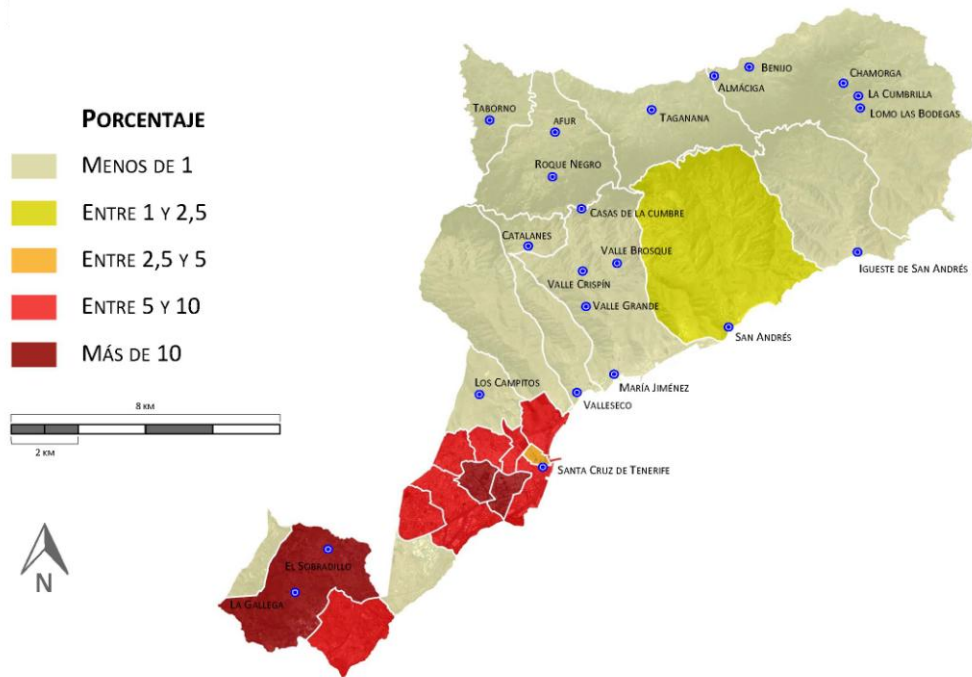 PORCENTAJE
MENOS DE 1
ENTRE 1 Y 2,5
ENTRE 2,5 Y 5
ENTRE 5 Y 10
MÁS DE 10
8 KM
2 KM
N
BENIJO
ALMÁCIGA
CHAMORGA
LA CUMBRILLA
LOMO LAS BODEGAS
TABORNO
AFUR
TAGANANA
ROQUE NEGRO
CASAS DE LA CUMBRE
CATALANES
VALLE BROSQUE
VALLE CRISPÍN
IGUESTE DE SAN ANDRÉS
VALLE GRANDE
SAN ANDRÉS
LOS CAMPITOS
MARÍA JIMÉNEZ
VALLESECO
SANTA CRUZ DE TENERIFE
EL SOBRADILLO
LA GALLEGA